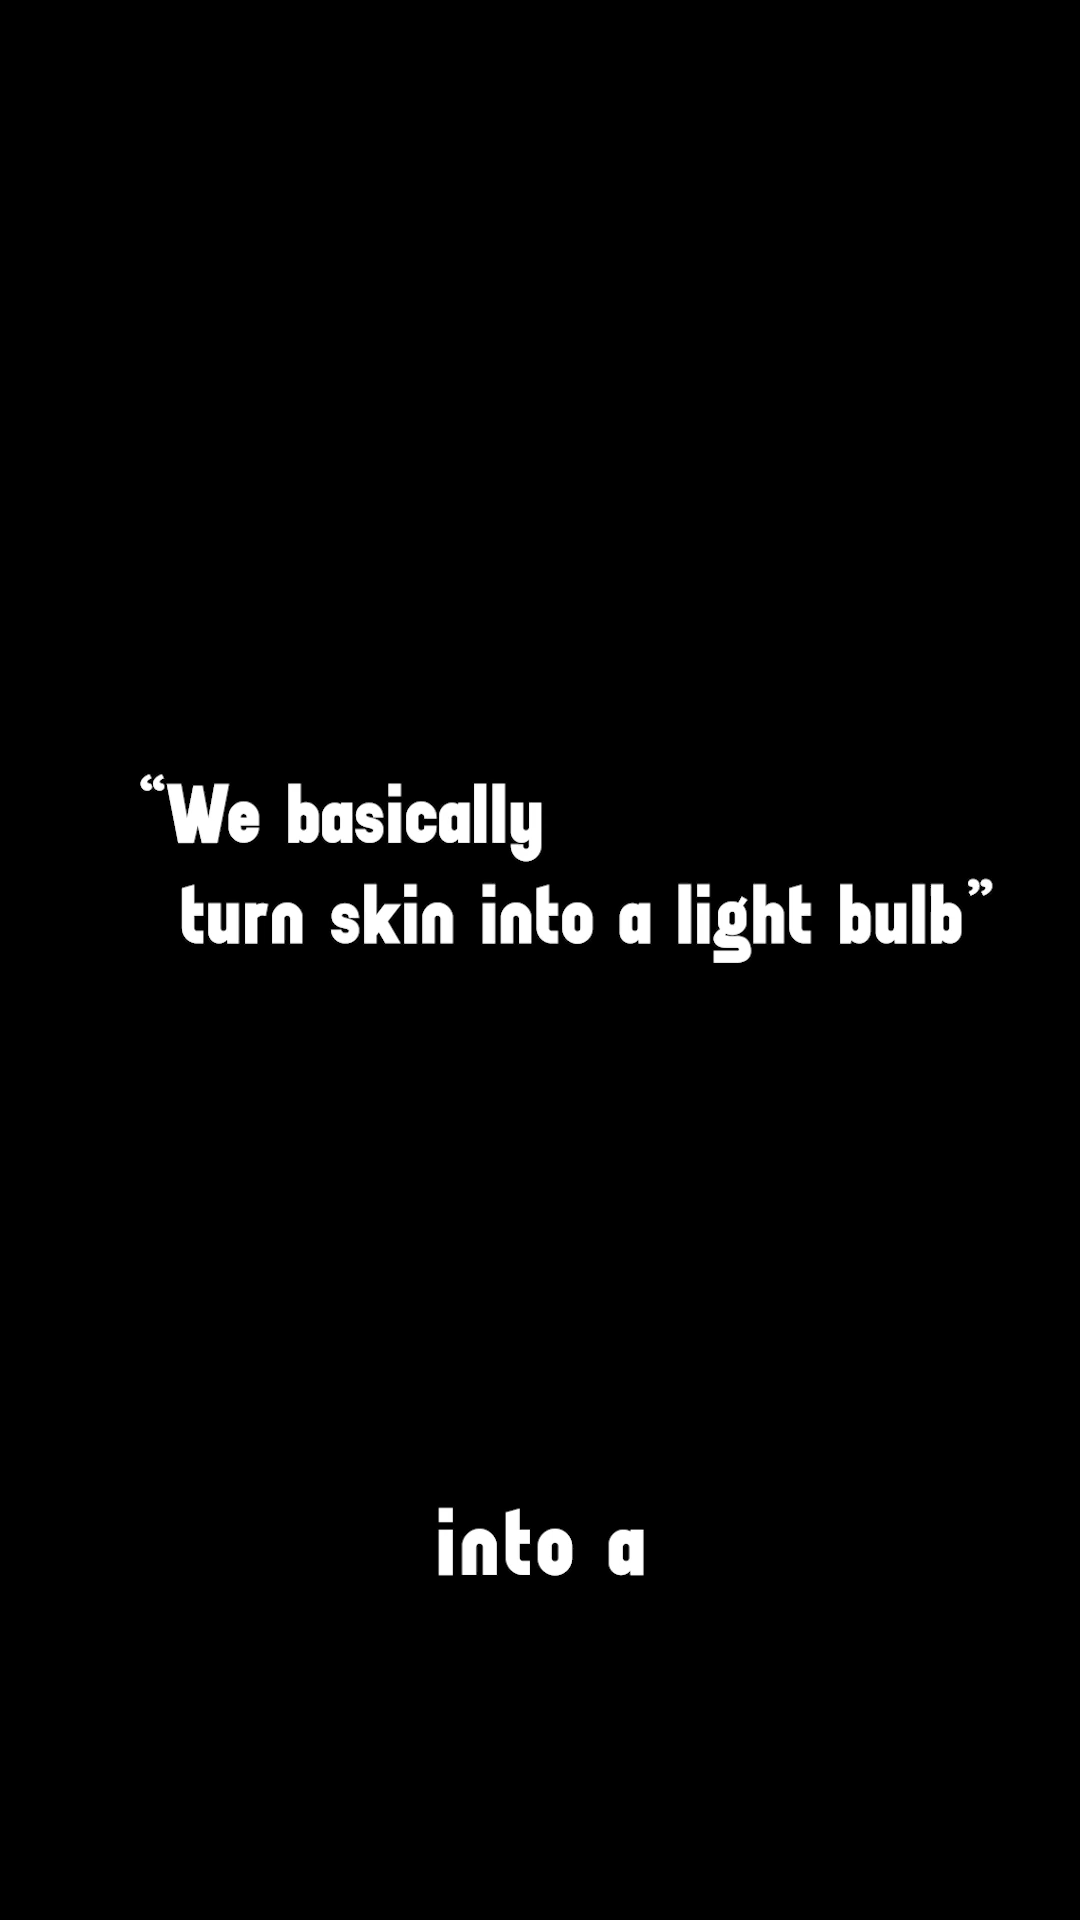 “We basically
turn skin into a light bulb”
into a